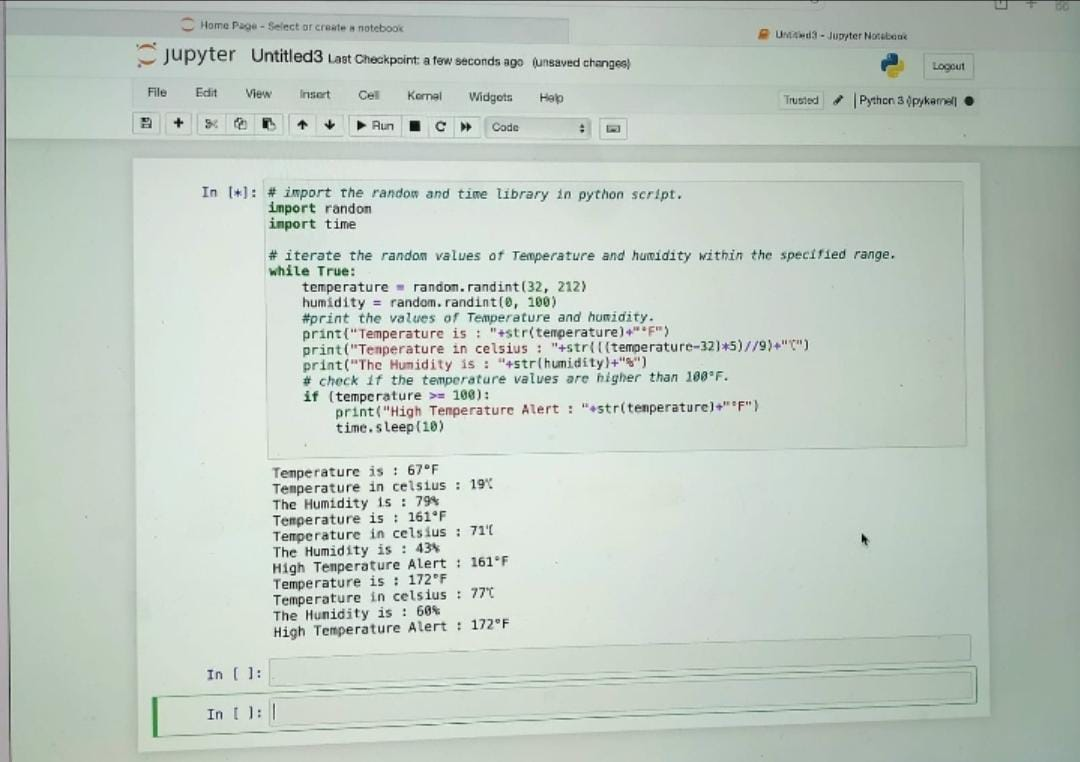 Home Page - Select or create a notebook
Untitled3 - Jupyter Notebook
jupyter Untitled3 Last Checkpoint: a few seconds ago (unsaved changes)
Logout
File Edit View Insert Cell Kernel Widgets Help
Trusted | Python 3 (ipykernel)
Run Code
In [*]: # import the random and time library in python script.
import random
import time
# iterate the random values of Temperature and humidity within the specified range.
while True:
    temperature = random.randint(32, 212)
    humidity = random.randint(0, 100)
    #print the values of Temperature and humidity.
    print("Temperature is : "+str(temperature)+"°F")
    print("Temperature in celsius : "+str(((temperature-32)*5)//9)+"℃")
    print("The Humidity is : "+str(humidity)+"%")
    # check if the temperature values are higher than 100°F.
    if (temperature >= 100):
        print("High Temperature Alert : "+str(temperature)+"°F")
        time.sleep(10)
Temperature is : 67°F
Temperature in celsius : 19℃
The Humidity is : 79%
Temperature is : 161°F
Temperature in celsius : 71℃
The Humidity is : 43%
High Temperature Alert : 161°F
Temperature is : 172°F
Temperature in celsius : 77℃
The Humidity is : 60%
High Temperature Alert : 172°F
In [ ]:
In [ ]: